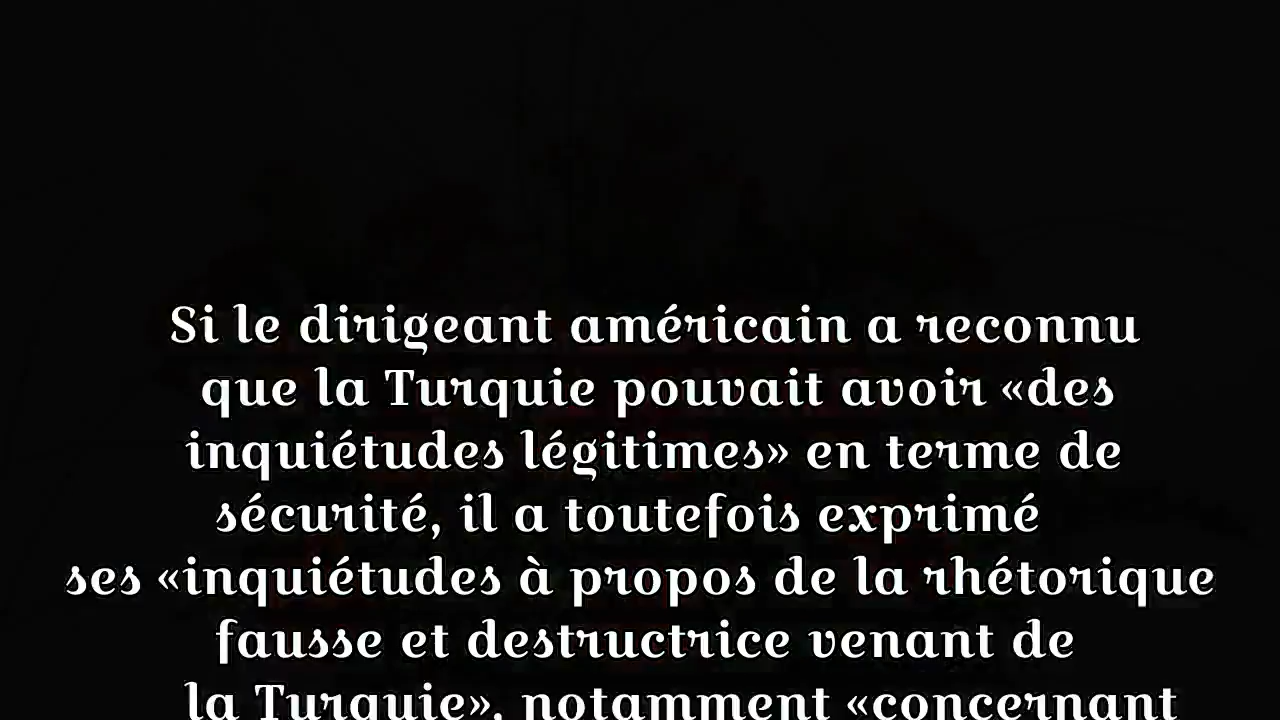 Si le dirigeant américain a reconnu
que la Turquie pouvait avoir «des
inquiétudes légitimes» en terme de
sécurité, il a toutefois exprimé
ses «inquiétudes à propos de la rhétorique
fausse et destructrice venant de
la Turquie», notamment «concernant